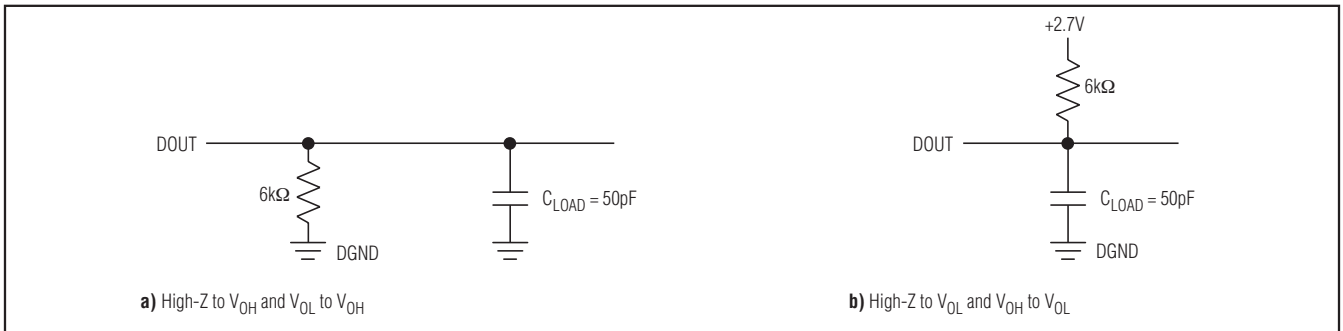 +2.7V
6kΩ
DOUT
DOUT
6kΩ
C_LOAD = 50pF
C_LOAD = 50pF
DGND
DGND
a) High-Z to V_OH and V_OL to V_OH
b) High-Z to V_OL and V_OH to V_OL